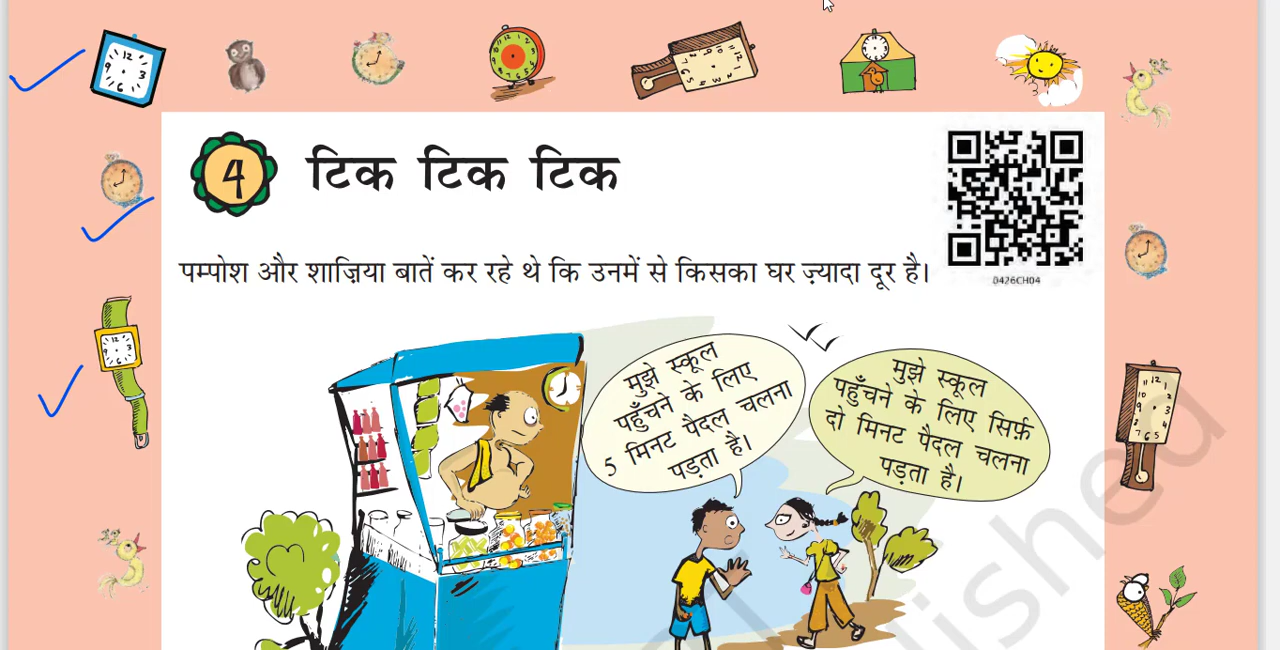 4 टिक टिक टिक
0426CH04
पम्पोश और शाज़िया बातें कर रहे थे कि उनमें से किसका घर ज़्यादा दूर है।
मुझे स्कूल
पहुँचने के लिए
5 मिनट पैदल चलना
पड़ता है।
मुझे स्कूल
पहुँचने के लिए सिर्फ़
दो मिनट पैदल चलना
पड़ता है।